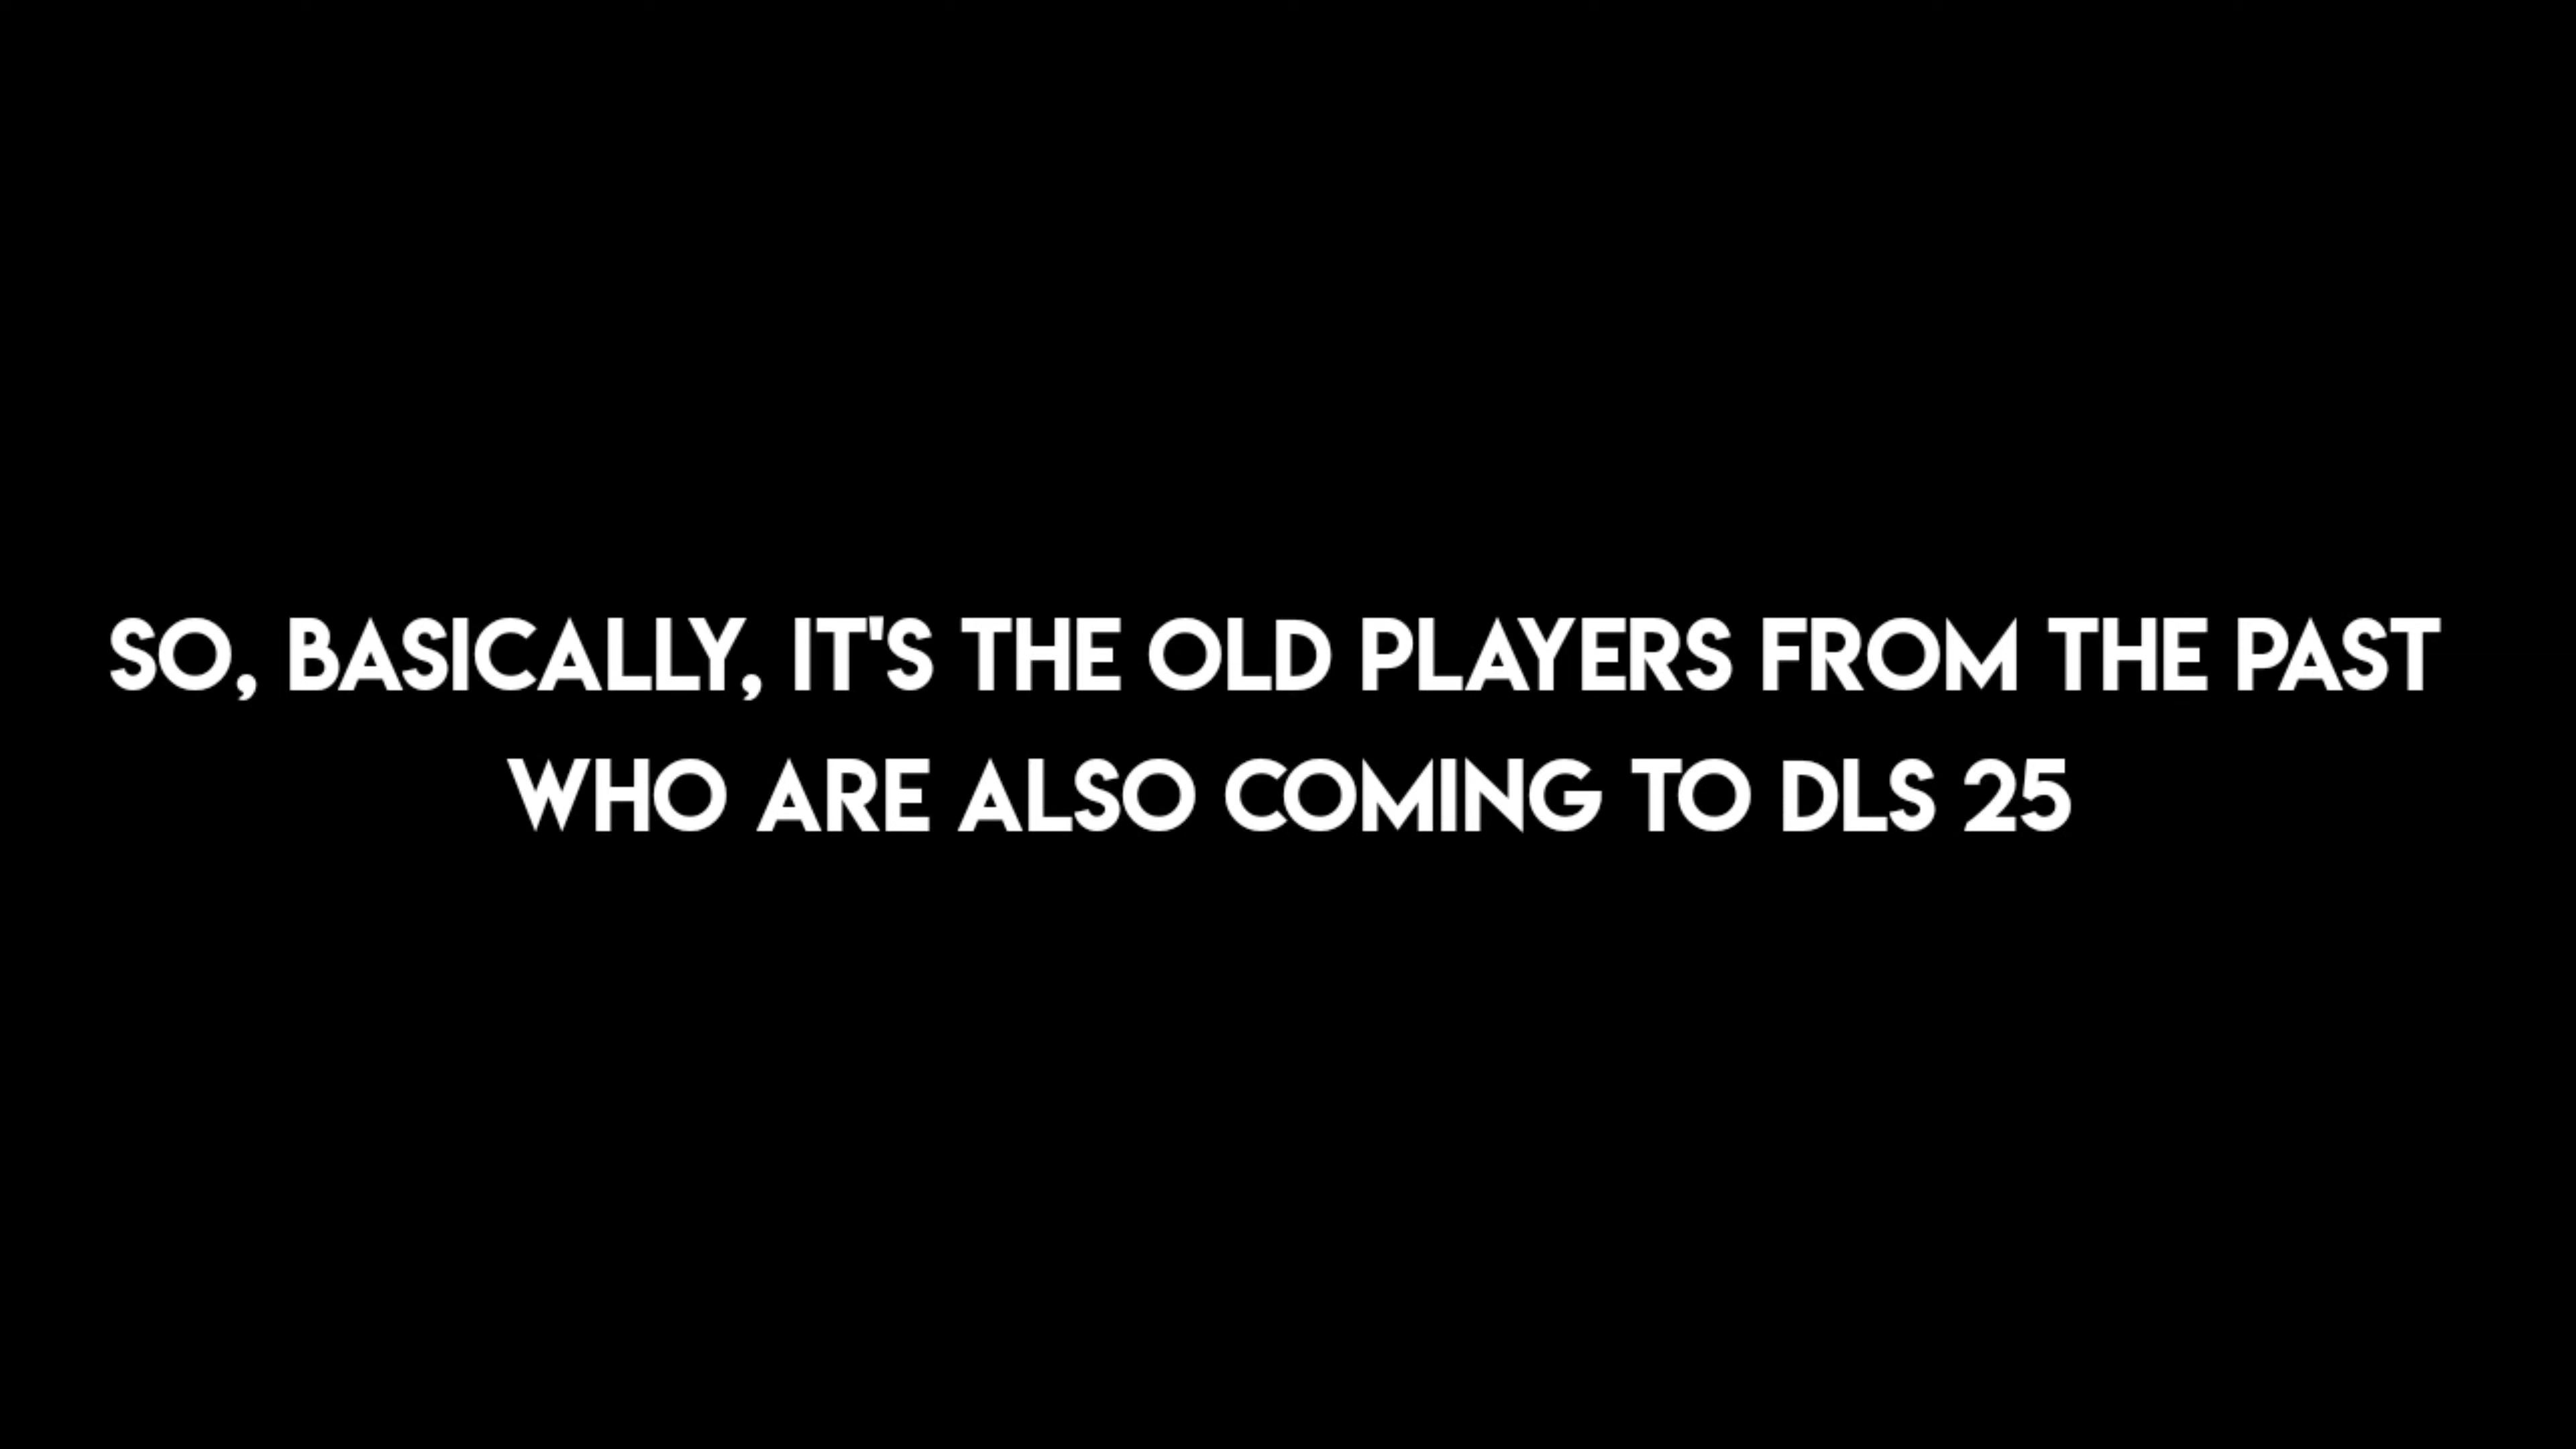 SO, BASICALLY, IT'S THE OLD PLAYERS FROM THE PAST
WHO ARE ALSO COMING TO DLS 25